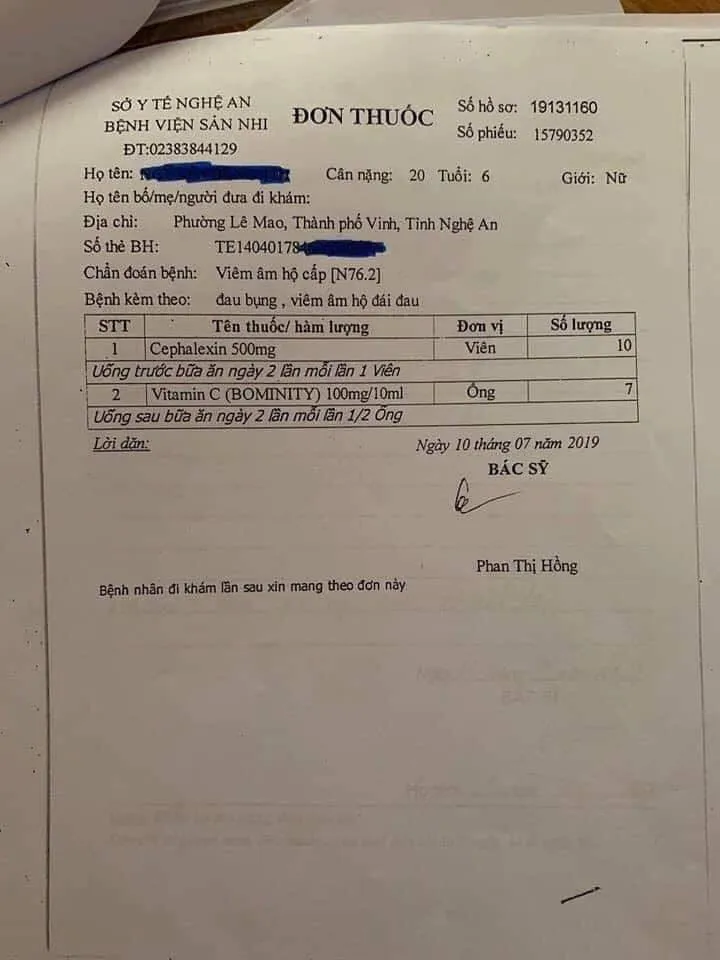 SỞ Y TẾ NGHỆ AN
BỆNH VIỆN SẢN NHI
ĐT:02383844129
ĐƠN THUỐC
Số hồ sơ: 19131160
Số phiếu: 15790352
Họ tên:
Cân nặng: 20 Tuổi: 6 Giới: Nữ
Họ tên bố/mẹ/người đưa đi khám:
Địa chỉ: Phường Lê Mao, Thành phố Vinh, Tỉnh Nghệ An
Số thẻ BH: TE14040178
Chẩn đoán bệnh: Viêm âm hộ cấp [N76.2]
Bệnh kèm theo: đau bụng , viêm âm hộ đái đau
STT Tên thuốc/ hàm lượng Đơn vị Số lượng
1 Cephalexin 500mg Viên 10
Uống trước bữa ăn ngày 2 lần mỗi lần 1 Viên
2 Vitamin C (BOMINITY) 100mg/10ml Ống 7
Uống sau bữa ăn ngày 2 lần mỗi lần 1/2 Ống
Lời dặn:
Ngày 10 tháng 07 năm 2019
BÁC SỸ
Phan Thị Hồng
Bệnh nhân đi khám lần sau xin mang theo đơn này